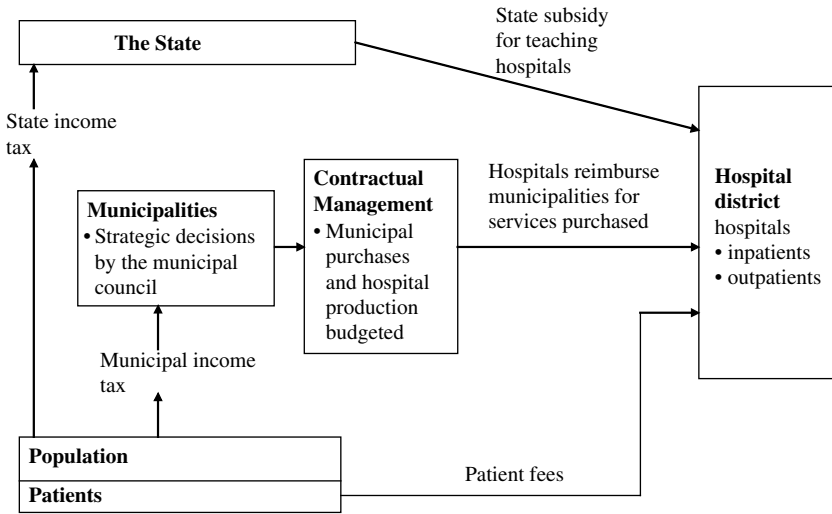 The State
State subsidy
for teaching
hospitals
State income
tax
Municipalities
• Strategic decisions
by the municipal
council
Contractual
Management
• Municipal
purchases
and hospital
production
budgeted
Hospitals reimburse
municipalities for
services purchased
Hospital
district
hospitals
• inpatients
• outpatients
Municipal income
tax
Population
Patients
Patient fees